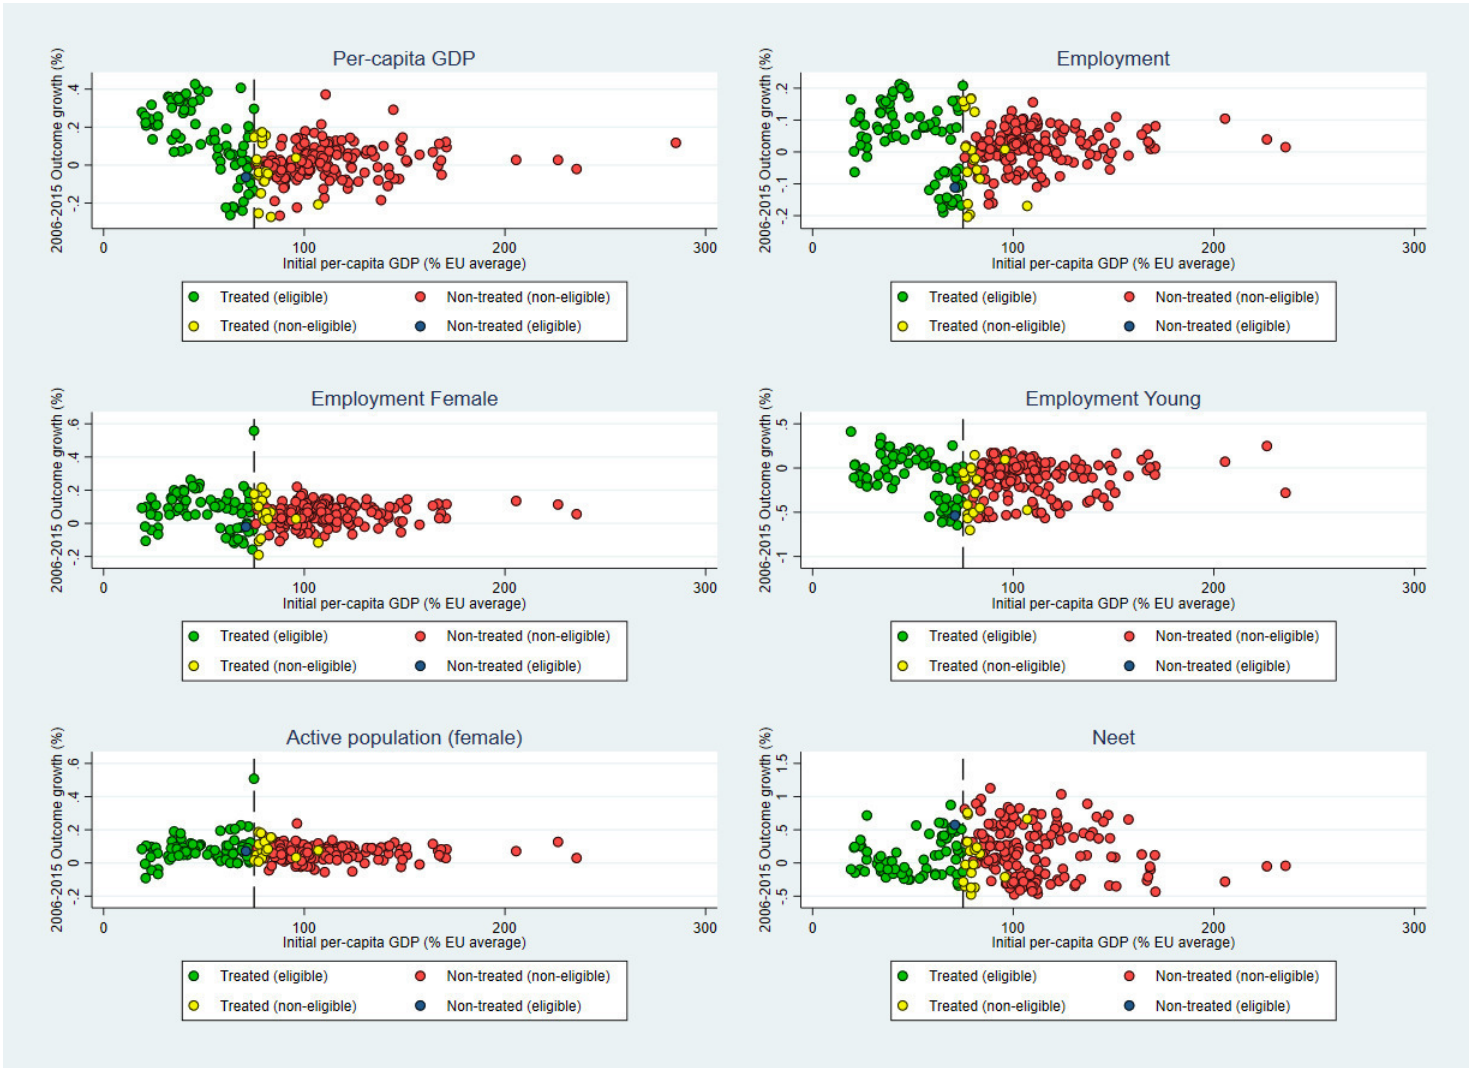 Per-capita GDP
2006-2015 Outcome growth (%)
.4
.2
0
-.2
0 100 200 300
Initial per-capita GDP (% EU average)
Treated (eligible) Non-treated (non-eligible)
Treated (non-eligible) Non-treated (eligible)
Employment
2006-2015 Outcome growth (%)
.2
.1
0
-.1
-.2
0 100 200 300
Initial per-capita GDP (% EU average)
Treated (eligible) Non-treated (non-eligible)
Treated (non-eligible) Non-treated (eligible)
Employment Female
2006-2015 Outcome growth (%)
.6
.4
.2
0
-.2
0 100 200 300
Initial per-capita GDP (% EU average)
Treated (eligible) Non-treated (non-eligible)
Treated (non-eligible) Non-treated (eligible)
Employment Young
2006-2015 Outcome growth (%)
.5
0
-.5
-1
0 100 200 300
Initial per-capita GDP (% EU average)
Treated (eligible) Non-treated (non-eligible)
Treated (non-eligible) Non-treated (eligible)
Active population (female)
2006-2015 Outcome growth (%)
.6
.4
.2
0
-.2
0 100 200 300
Initial per-capita GDP (% EU average)
Treated (eligible) Non-treated (non-eligible)
Treated (non-eligible) Non-treated (eligible)
Neet
2006-2015 Outcome growth (%)
1.5
1
.5
0
-.5
0 100 200 300
Initial per-capita GDP (% EU average)
Treated (eligible) Non-treated (non-eligible)
Treated (non-eligible) Non-treated (eligible)